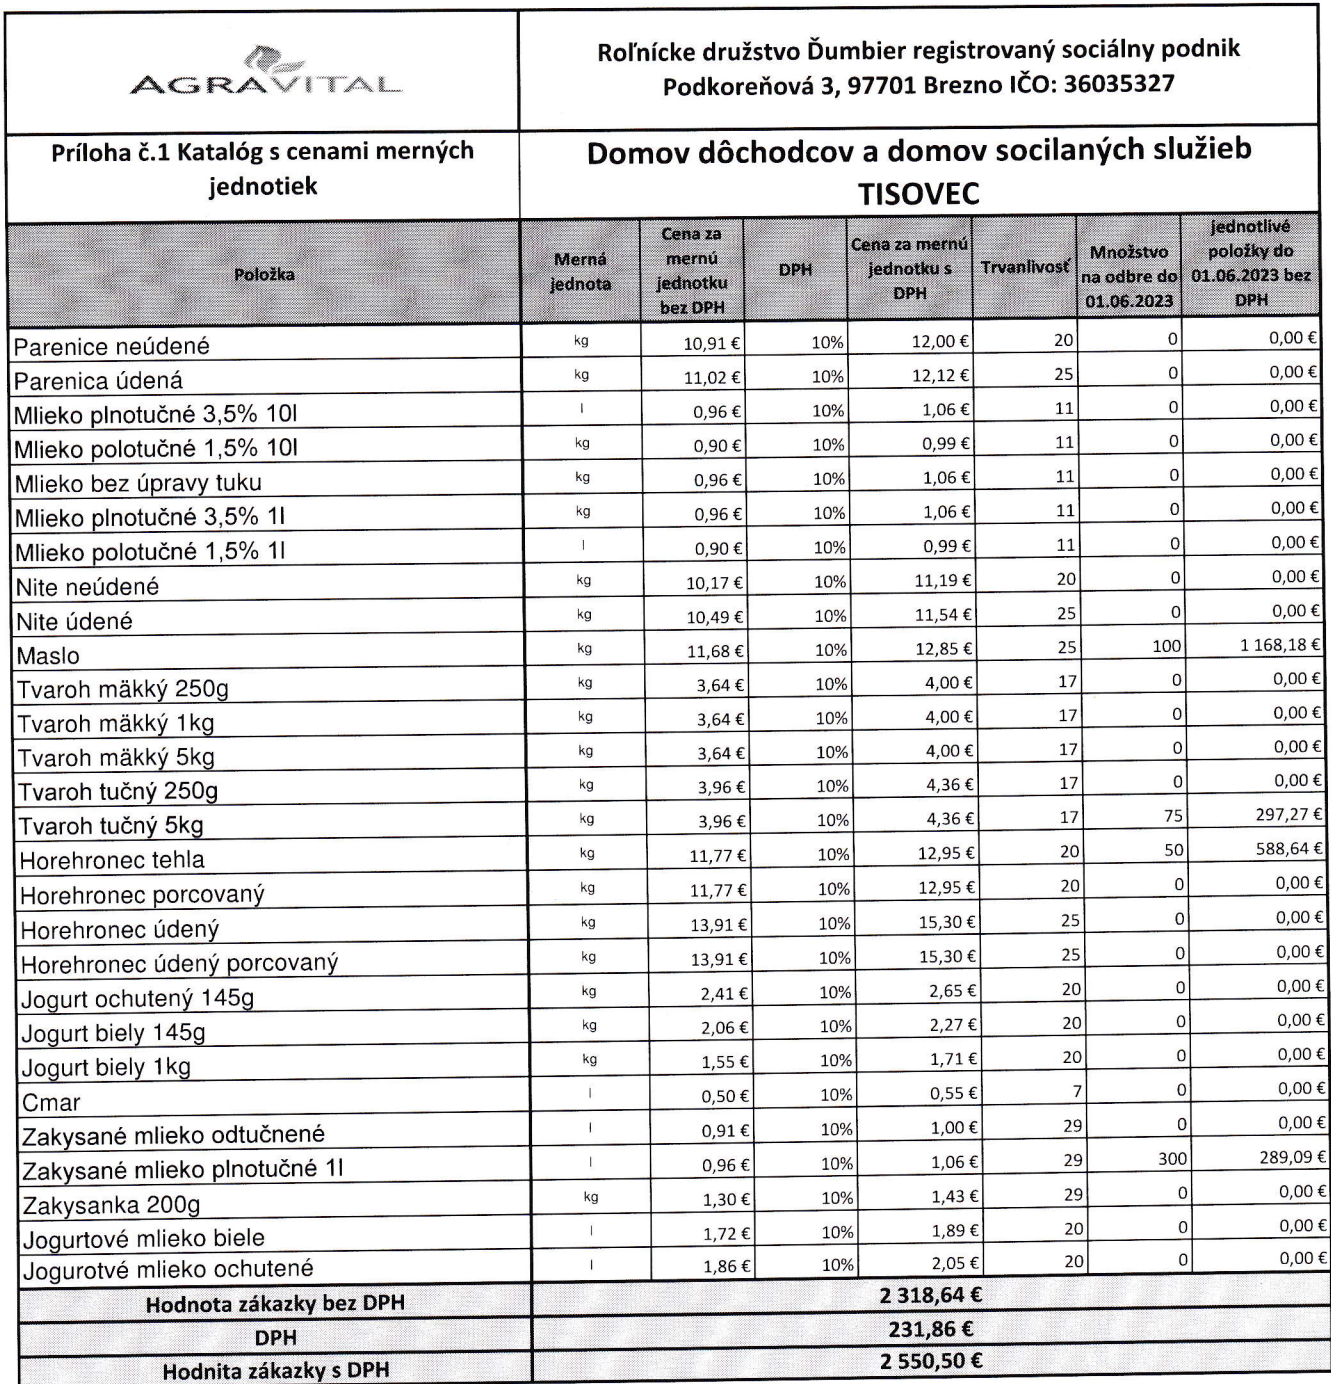 AGRAVITAL
Roľnícke družstvo Ďumbier registrovaný sociálny podnik
Podkoreňová 3, 97701 Brezno IČO: 36035327
Príloha č.1 Katalóg s cenami merných
jednotiek
Domov dôchodcov a domov socilaných služieb
TISOVEC
Položka
Merná
jednota
Cena za
mernú
jednotku
bez DPH
DPH
Cena za mernú
jednotku s
DPH
Trvanlivosť
Množstvo
na odbre do
01.06.2023
jednotlivé
položky do
01.06.2023 bez
DPH
Parenice neúdené kg 10,91 € 10% 12,00 € 20 0 0,00 €
Parenica údená kg 11,02 € 10% 12,12 € 25 0 0,00 €
Mlieko plnotučné 3,5% 10l l 0,96 € 10% 1,06 € 11 0 0,00 €
Mlieko polotučné 1,5% 10l kg 0,90 € 10% 0,99 € 11 0 0,00 €
Mlieko bez úpravy tuku kg 0,96 € 10% 1,06 € 11 0 0,00 €
Mlieko plnotučné 3,5% 1l kg 0,96 € 10% 1,06 € 11 0 0,00 €
Mlieko polotučné 1,5% 1l l 0,90 € 10% 0,99 € 11 0 0,00 €
Nite neúdené kg 10,17 € 10% 11,19 € 20 0 0,00 €
Nite údené kg 10,49 € 10% 11,54 € 25 0 0,00 €
Maslo kg 11,68 € 10% 12,85 € 25 100 1 168,18 €
Tvaroh mäkký 250g kg 3,64 € 10% 4,00 € 17 0 0,00 €
Tvaroh mäkký 1kg kg 3,64 € 10% 4,00 € 17 0 0,00 €
Tvaroh mäkký 5kg kg 3,64 € 10% 4,00 € 17 0 0,00 €
Tvaroh tučný 250g kg 3,96 € 10% 4,36 € 17 0 0,00 €
Tvaroh tučný 5kg kg 3,96 € 10% 4,36 € 17 75 297,27 €
Horehronec tehla kg 11,77 € 10% 12,95 € 20 50 588,64 €
Horehronec porcovaný kg 11,77 € 10% 12,95 € 20 0 0,00 €
Horehronec údený kg 13,91 € 10% 15,30 € 25 0 0,00 €
Horehronec údený porcovaný kg 13,91 € 10% 15,30 € 25 0 0,00 €
Jogurt ochutený 145g kg 2,41 € 10% 2,65 € 20 0 0,00 €
Jogurt biely 145g kg 2,06 € 10% 2,27 € 20 0 0,00 €
Jogurt biely 1kg kg 1,55 € 10% 1,71 € 20 0 0,00 €
Cmar l 0,50 € 10% 0,55 € 7 0 0,00 €
Zakysané mlieko odtučnené l 0,91 € 10% 1,00 € 29 0 0,00 €
Zakysané mlieko plnotučné 1l l 0,96 € 10% 1,06 € 29 300 289,09 €
Zakysanka 200g kg 1,30 € 10% 1,43 € 29 0 0,00 €
Jogurtové mlieko biele l 1,72 € 10% 1,89 € 20 0 0,00 €
Jogurotvé mlieko ochutené l 1,86 € 10% 2,05 € 20 0 0,00 €
Hodnota zákazky bez DPH 2 318,64 €
DPH 231,86 €
Hodnita zákazky s DPH 2 550,50 €